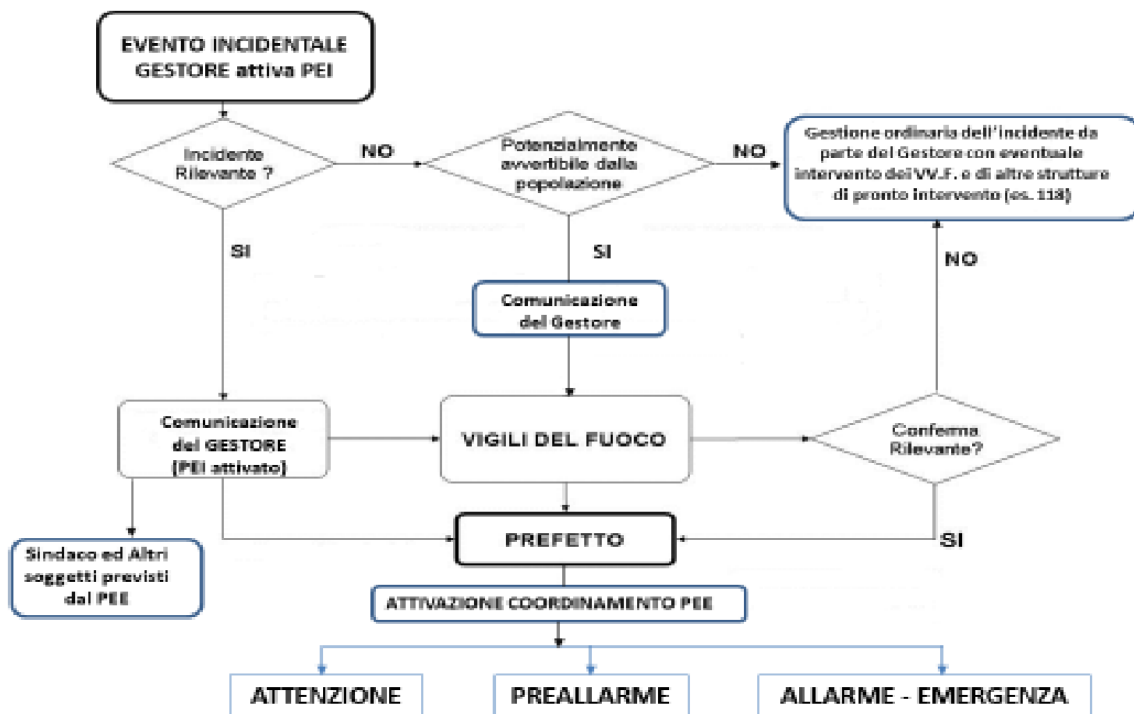 EVENTO INCIDENTALE
GESTORE attiva PEI
Incidente
Rilevante ?
NO
Potenzialmente
avvertibile dalla
popolazione
NO
Gestione ordinaria dell'incidente da
parte del Gestore con eventuale
intervento dei VV.F. e di altre strutture
di pronto intervento (es. 118)
SI
SI
NO
Comunicazione
del Gestore
Comunicazione
del GESTORE
(PEI attivato)
VIGILI DEL FUOCO
Conferma
Rilevante?
Sindaco ed Altri
soggetti previsti
dal PEE
PREFETTO
SI
ATTIVAZIONE COORDINAMENTO PEE
ATTENZIONE
PREALLARME
ALLARME - EMERGENZA